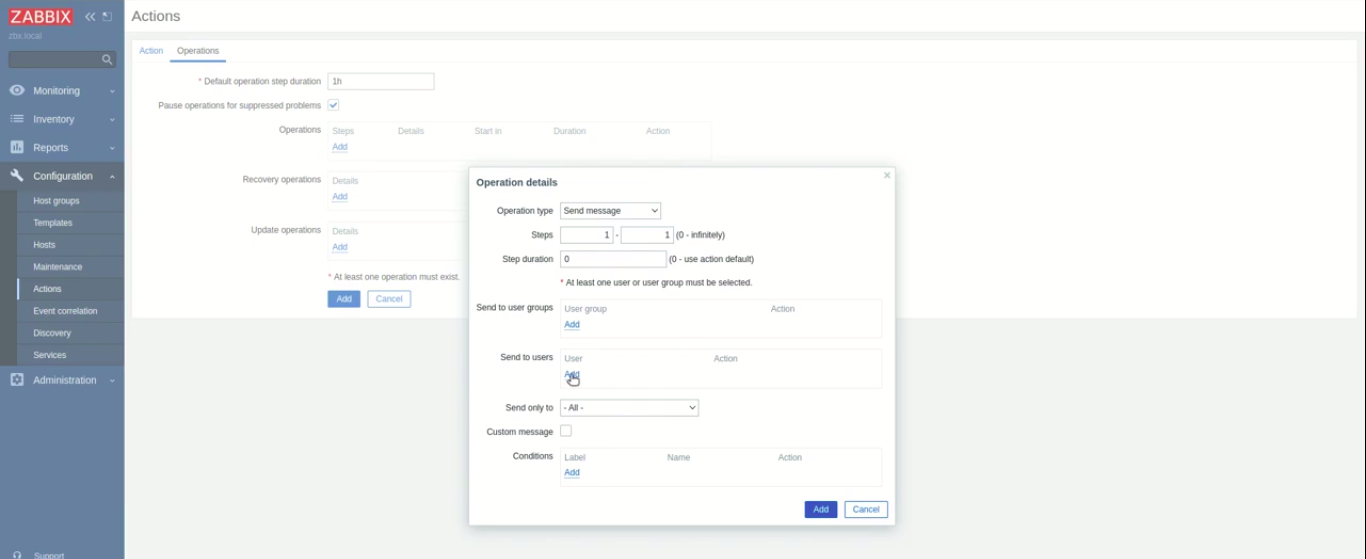 ZABBIX
zbx.local
Monitoring
Inventory
Reports
Configuration
Host groups
Templates
Hosts
Maintenance
Actions
Event correlation
Discovery
Services
Administration
Support
Actions
Action Operations
* Default operation step duration 1h
Pause operations for suppressed problems
Operations Steps Details Start in Duration Action
Add
Recovery operations Details
Add
Update operations Details
Add
* At least one operation must exist.
Add Cancel
Operation details
Operation type Send message
Steps 1 - 1 (0 - infinitely)
Step duration 0 (0 - use action default)
* At least one user or user group must be selected.
Send to user groups User group Action
Add
Send to users User Action
Add
Send only to - All -
Custom message
Conditions Label Name Action
Add
Add Cancel